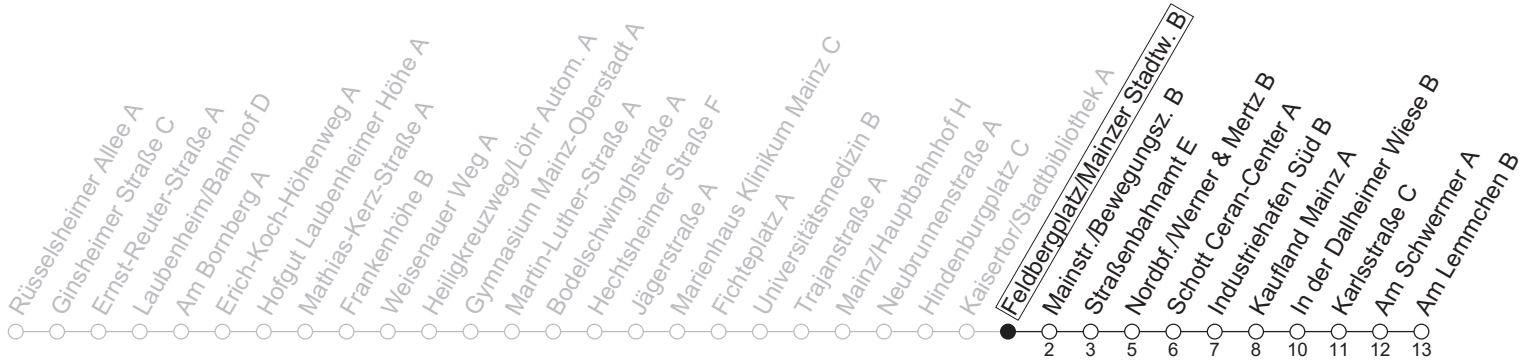 Rüsselsheimer Allee A
Ginsheimer Straße C
Ernst-Reuter-Straße A
Laubenheim/Bahnhof D
Am Bornberg A
Erich-Koch-Höhenweg A
Hofgut Laubenheimer Höhe A
Mathias-Kerz-Straße A
Frankenhöhe B
Weisenauer Weg A
Heiligkreuzweg/Löhr Autom. A
Gymnasium Mainz-Oberstadt A
Martin-Luther-Straße A
Bodelschwinghstraße A
Hechtsheimer Straße F
Jägerstraße A
Marienhaus Klinikum Mainz C
Fichteplatz A
Universitätsmedizin B
Trajanstraße A
Mainz/Hauptbahnhof H
Neubrunnenstraße A
Hindenburgplatz C
Kaisertor/Stadtbibliothek A
Feldbergplatz/Mainzer Stadtw. B
Mainstr./Bewegungsz. B
Straßenbahnamt E
Nordbf./Werner & Mertz B
Schott Ceran-Center A
Industriehafen Süd B
Kaufland Mainz A
In der Dalheimer Wiese B
Karlsstraße C
Am Schwermer A
Am Lemmchen B
2 3 5 6 7 8 10 11 12 13